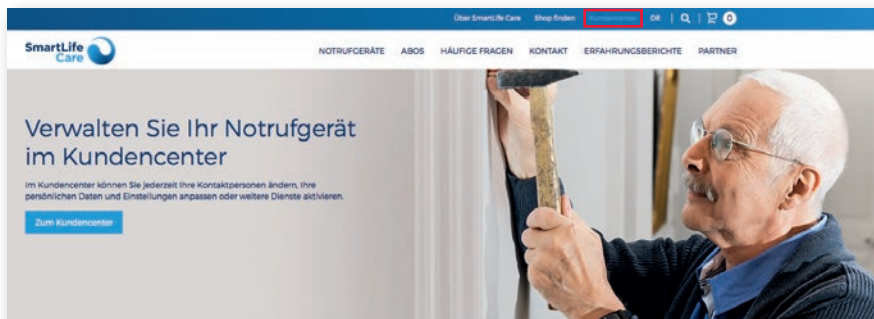 Über SmartLife Care Shop finden Kundencenter DE 0
SmartLife
Care
NOTRUFGERÄTE ABOS HÄUFIGE FRAGEN KONTAKT ERFAHRUNGSBERICHTE PARTNER
Verwalten Sie Ihr Notrufgerät
im Kundencenter
Im Kundencenter können Sie jederzeit Ihre Kontaktpersonen ändern, Ihre
persönlichen Daten und Einstellungen anpassen oder weitere Dienste aktivieren.
Zum Kundencenter